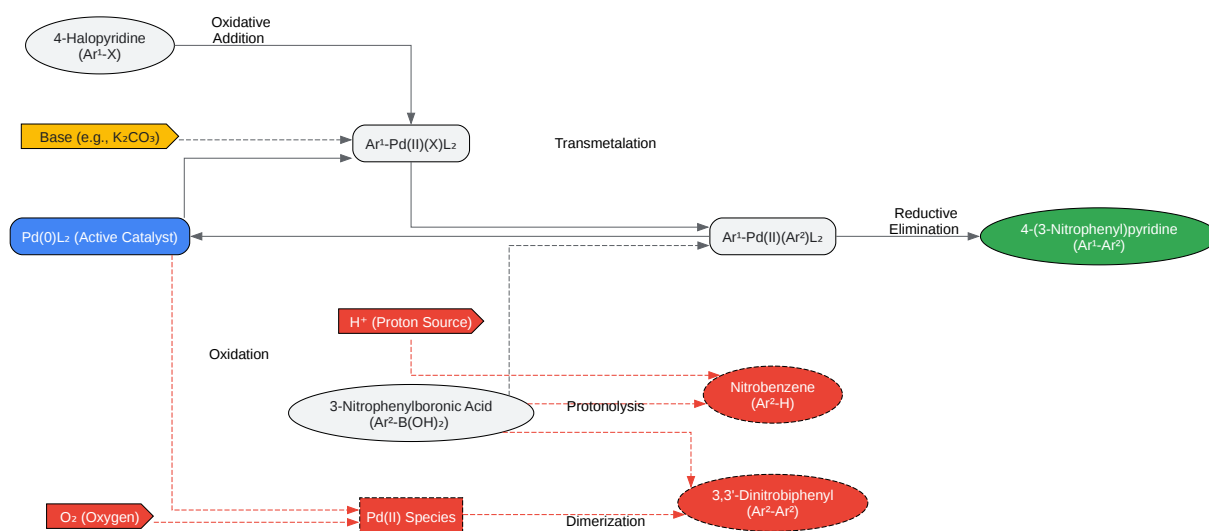 Oxidative
Addition
4-Halopyridine
(Ar¹-X)
Base (e.g., K₂CO₃)
Ar¹-Pd(II)(X)L₂
Transmetalation
Pd(0)L₂ (Active Catalyst)
Ar¹-Pd(II)(Ar²)L₂
Reductive
Elimination
4-(3-Nitrophenyl)pyridine
(Ar¹-Ar²)
H⁺ (Proton Source)
Oxidation
Nitrobenzene
(Ar²-H)
3-Nitrophenylboronic Acid
(Ar²-B(OH)₂)
Protonolysis
3,3'-Dinitrobiphenyl
(Ar²-Ar²)
O₂ (Oxygen)
Pd(II) Species
Dimerization